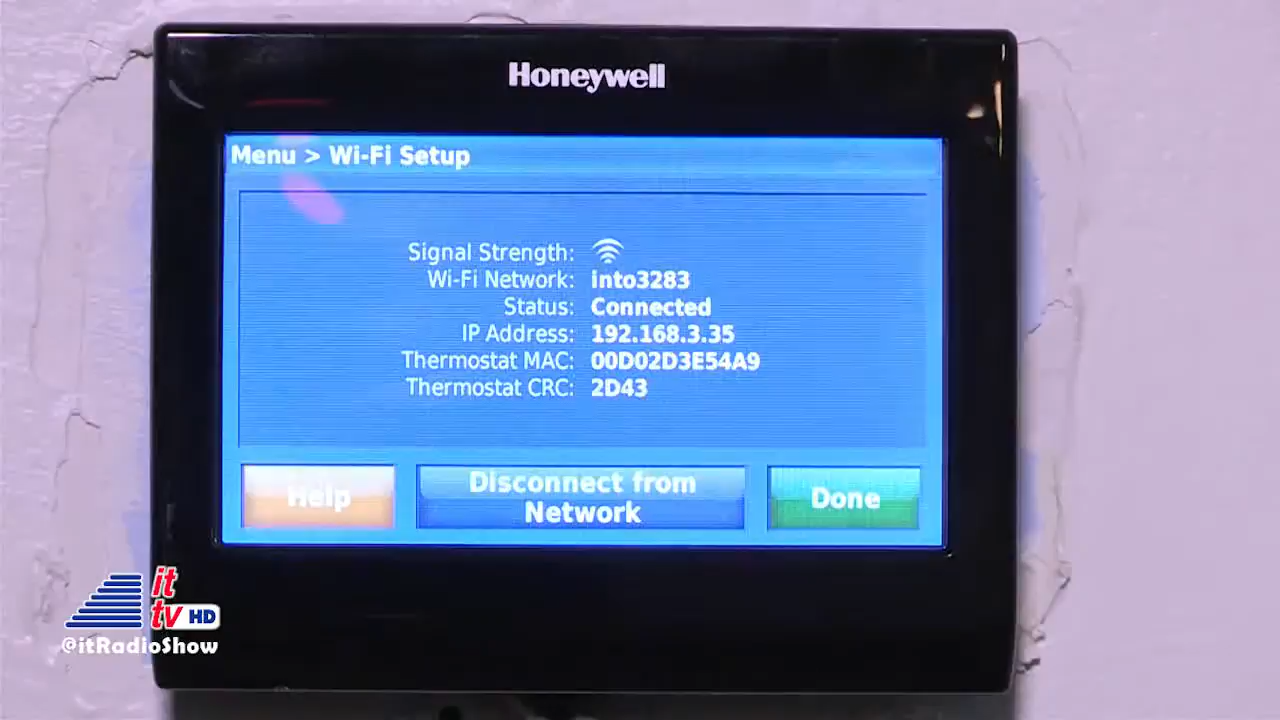 Honeywell
Menu > Wi-Fi Setup
Signal Strength:
Wi-Fi Network: into3283
Status: Connected
IP Address: 192.168.3.35
Thermostat MAC: 00D02D3E54A9
Thermostat CRC: 2D43
Help
Disconnect from
Network
Done
it
tv HD
@itRadioShow